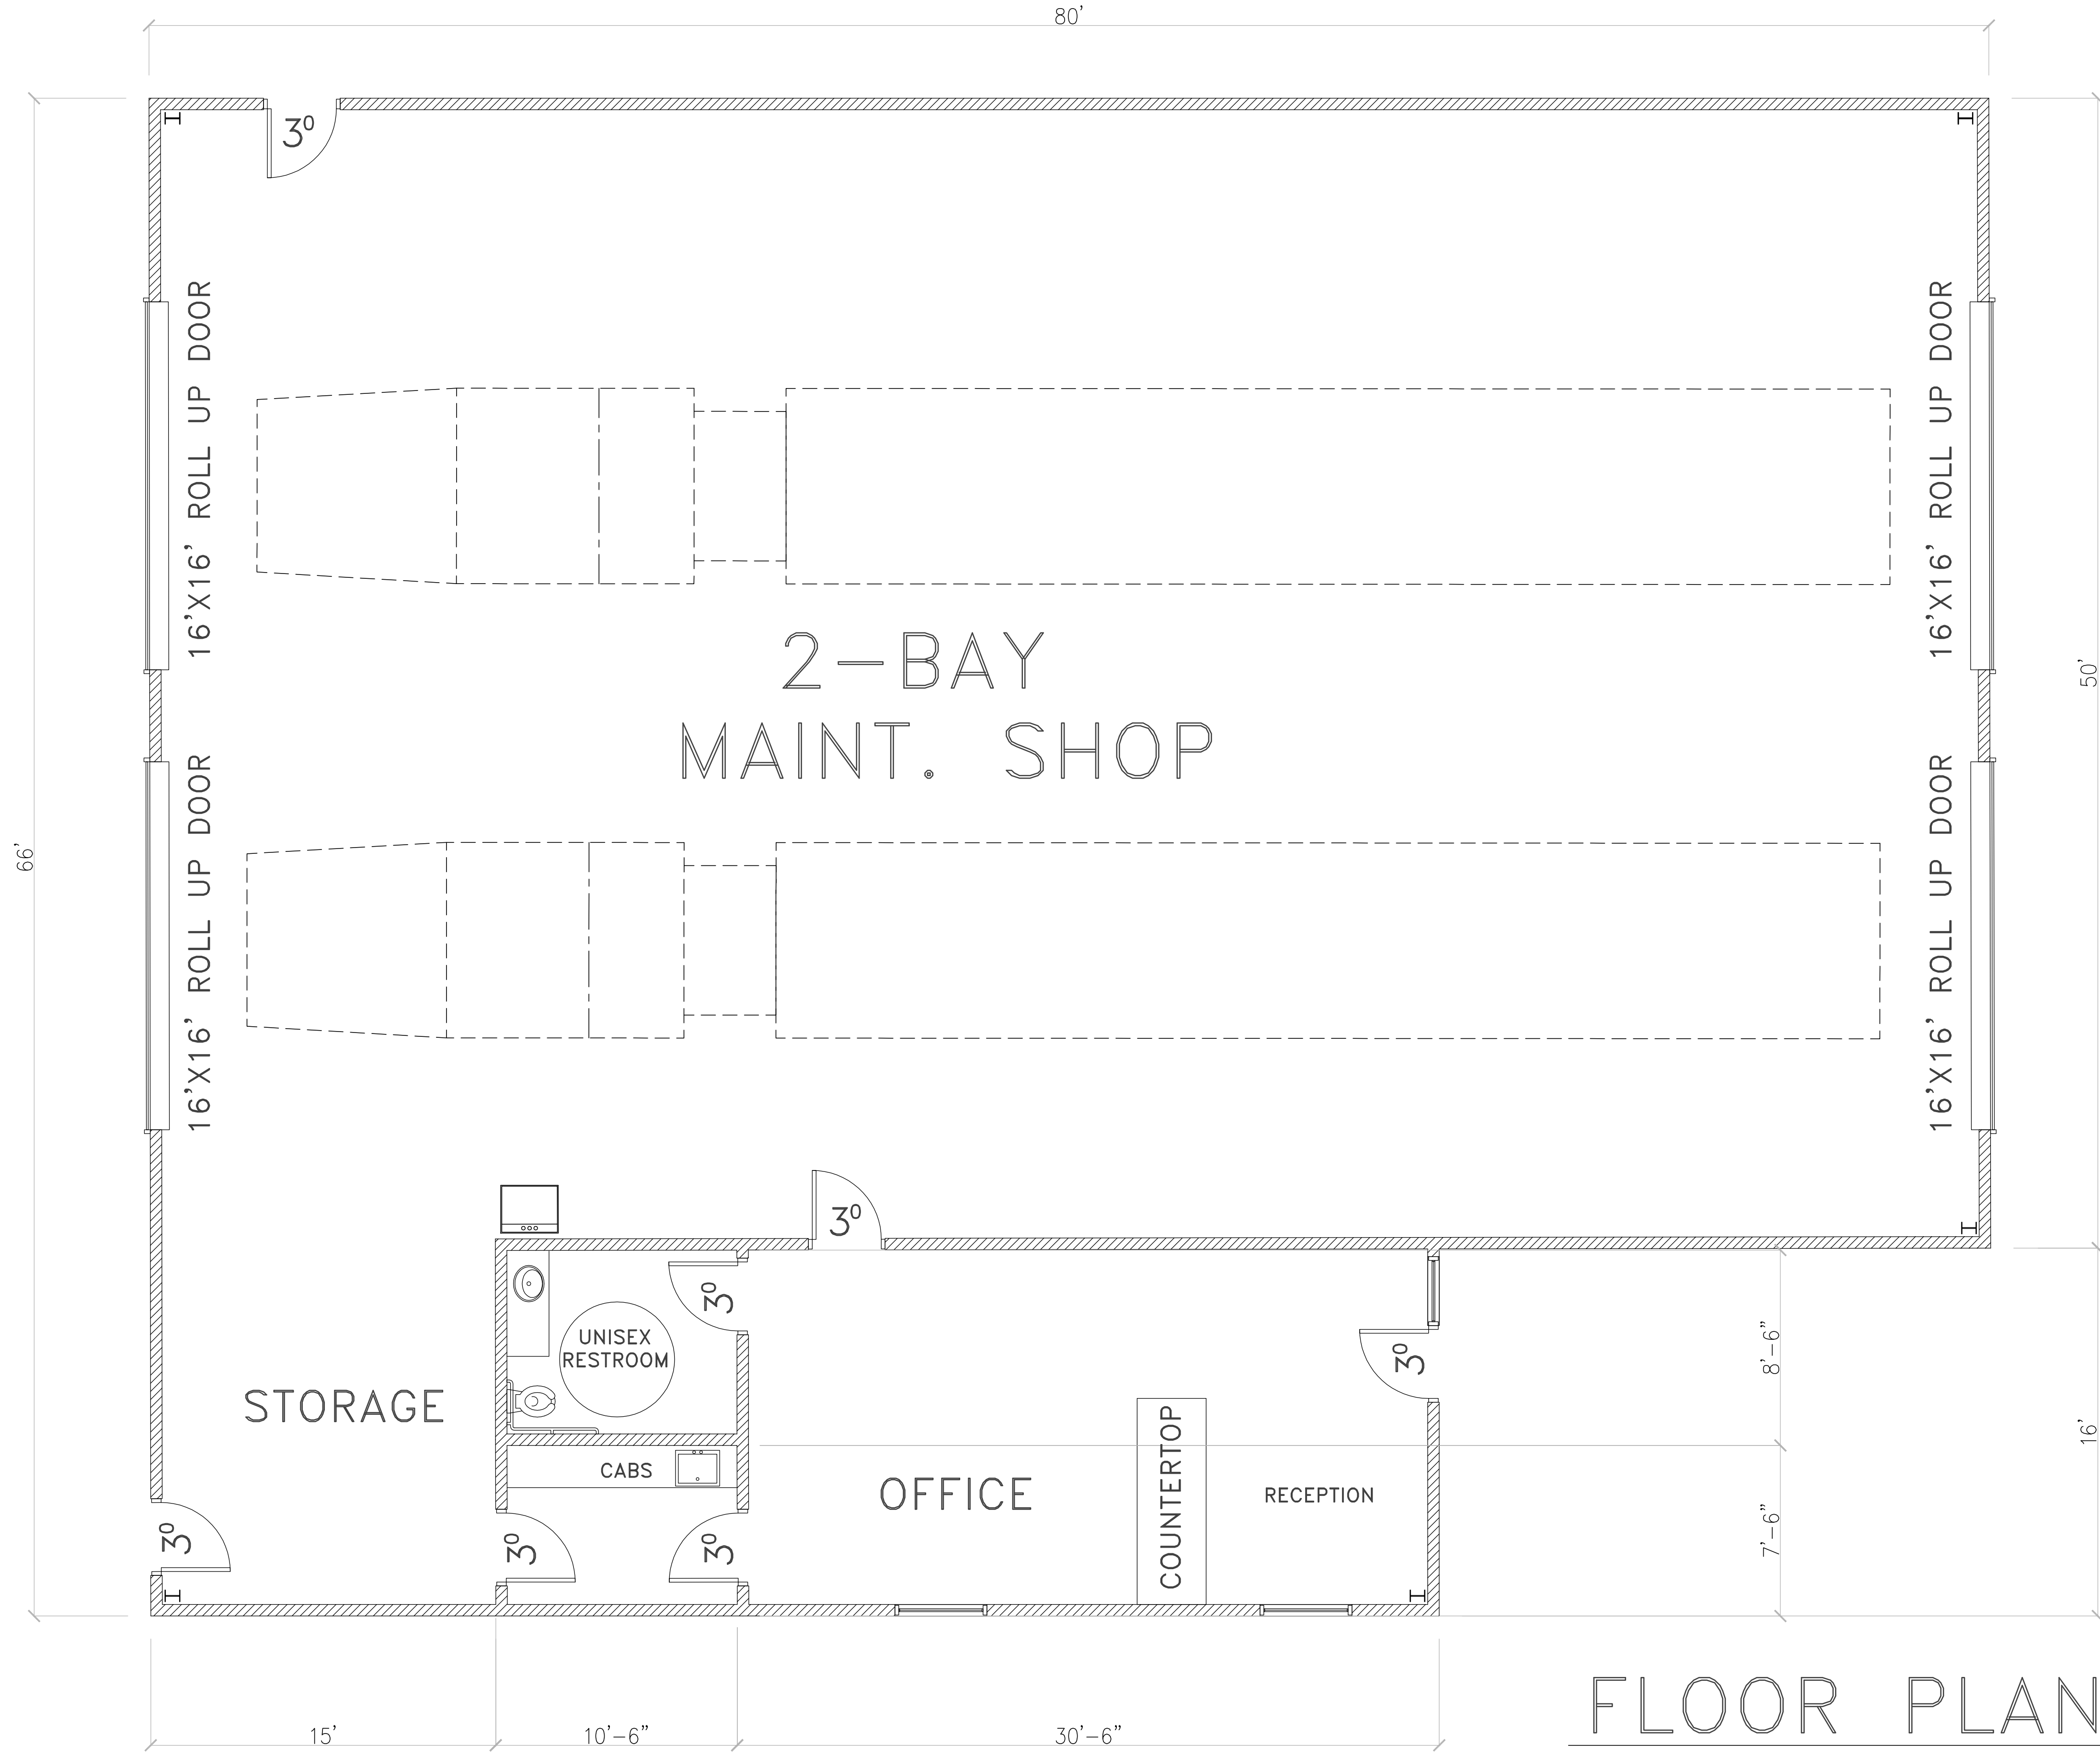 80'
3⁰
16'X16' ROLL UP DOOR
16'X16' ROLL UP DOOR
2-BAY
MAINT. SHOP
50'
66'
16'X16' ROLL UP DOOR
16'X16' ROLL UP DOOR
3⁰
3⁰
UNISEX
RESTROOM
3⁰
8'-6"
STORAGE
COUNTERTOP
16'
CABS
OFFICE
RECEPTION
7'-6"
3⁰
3⁰
3⁰
FLOOR PLAN
15'
10'-6"
30'-6"